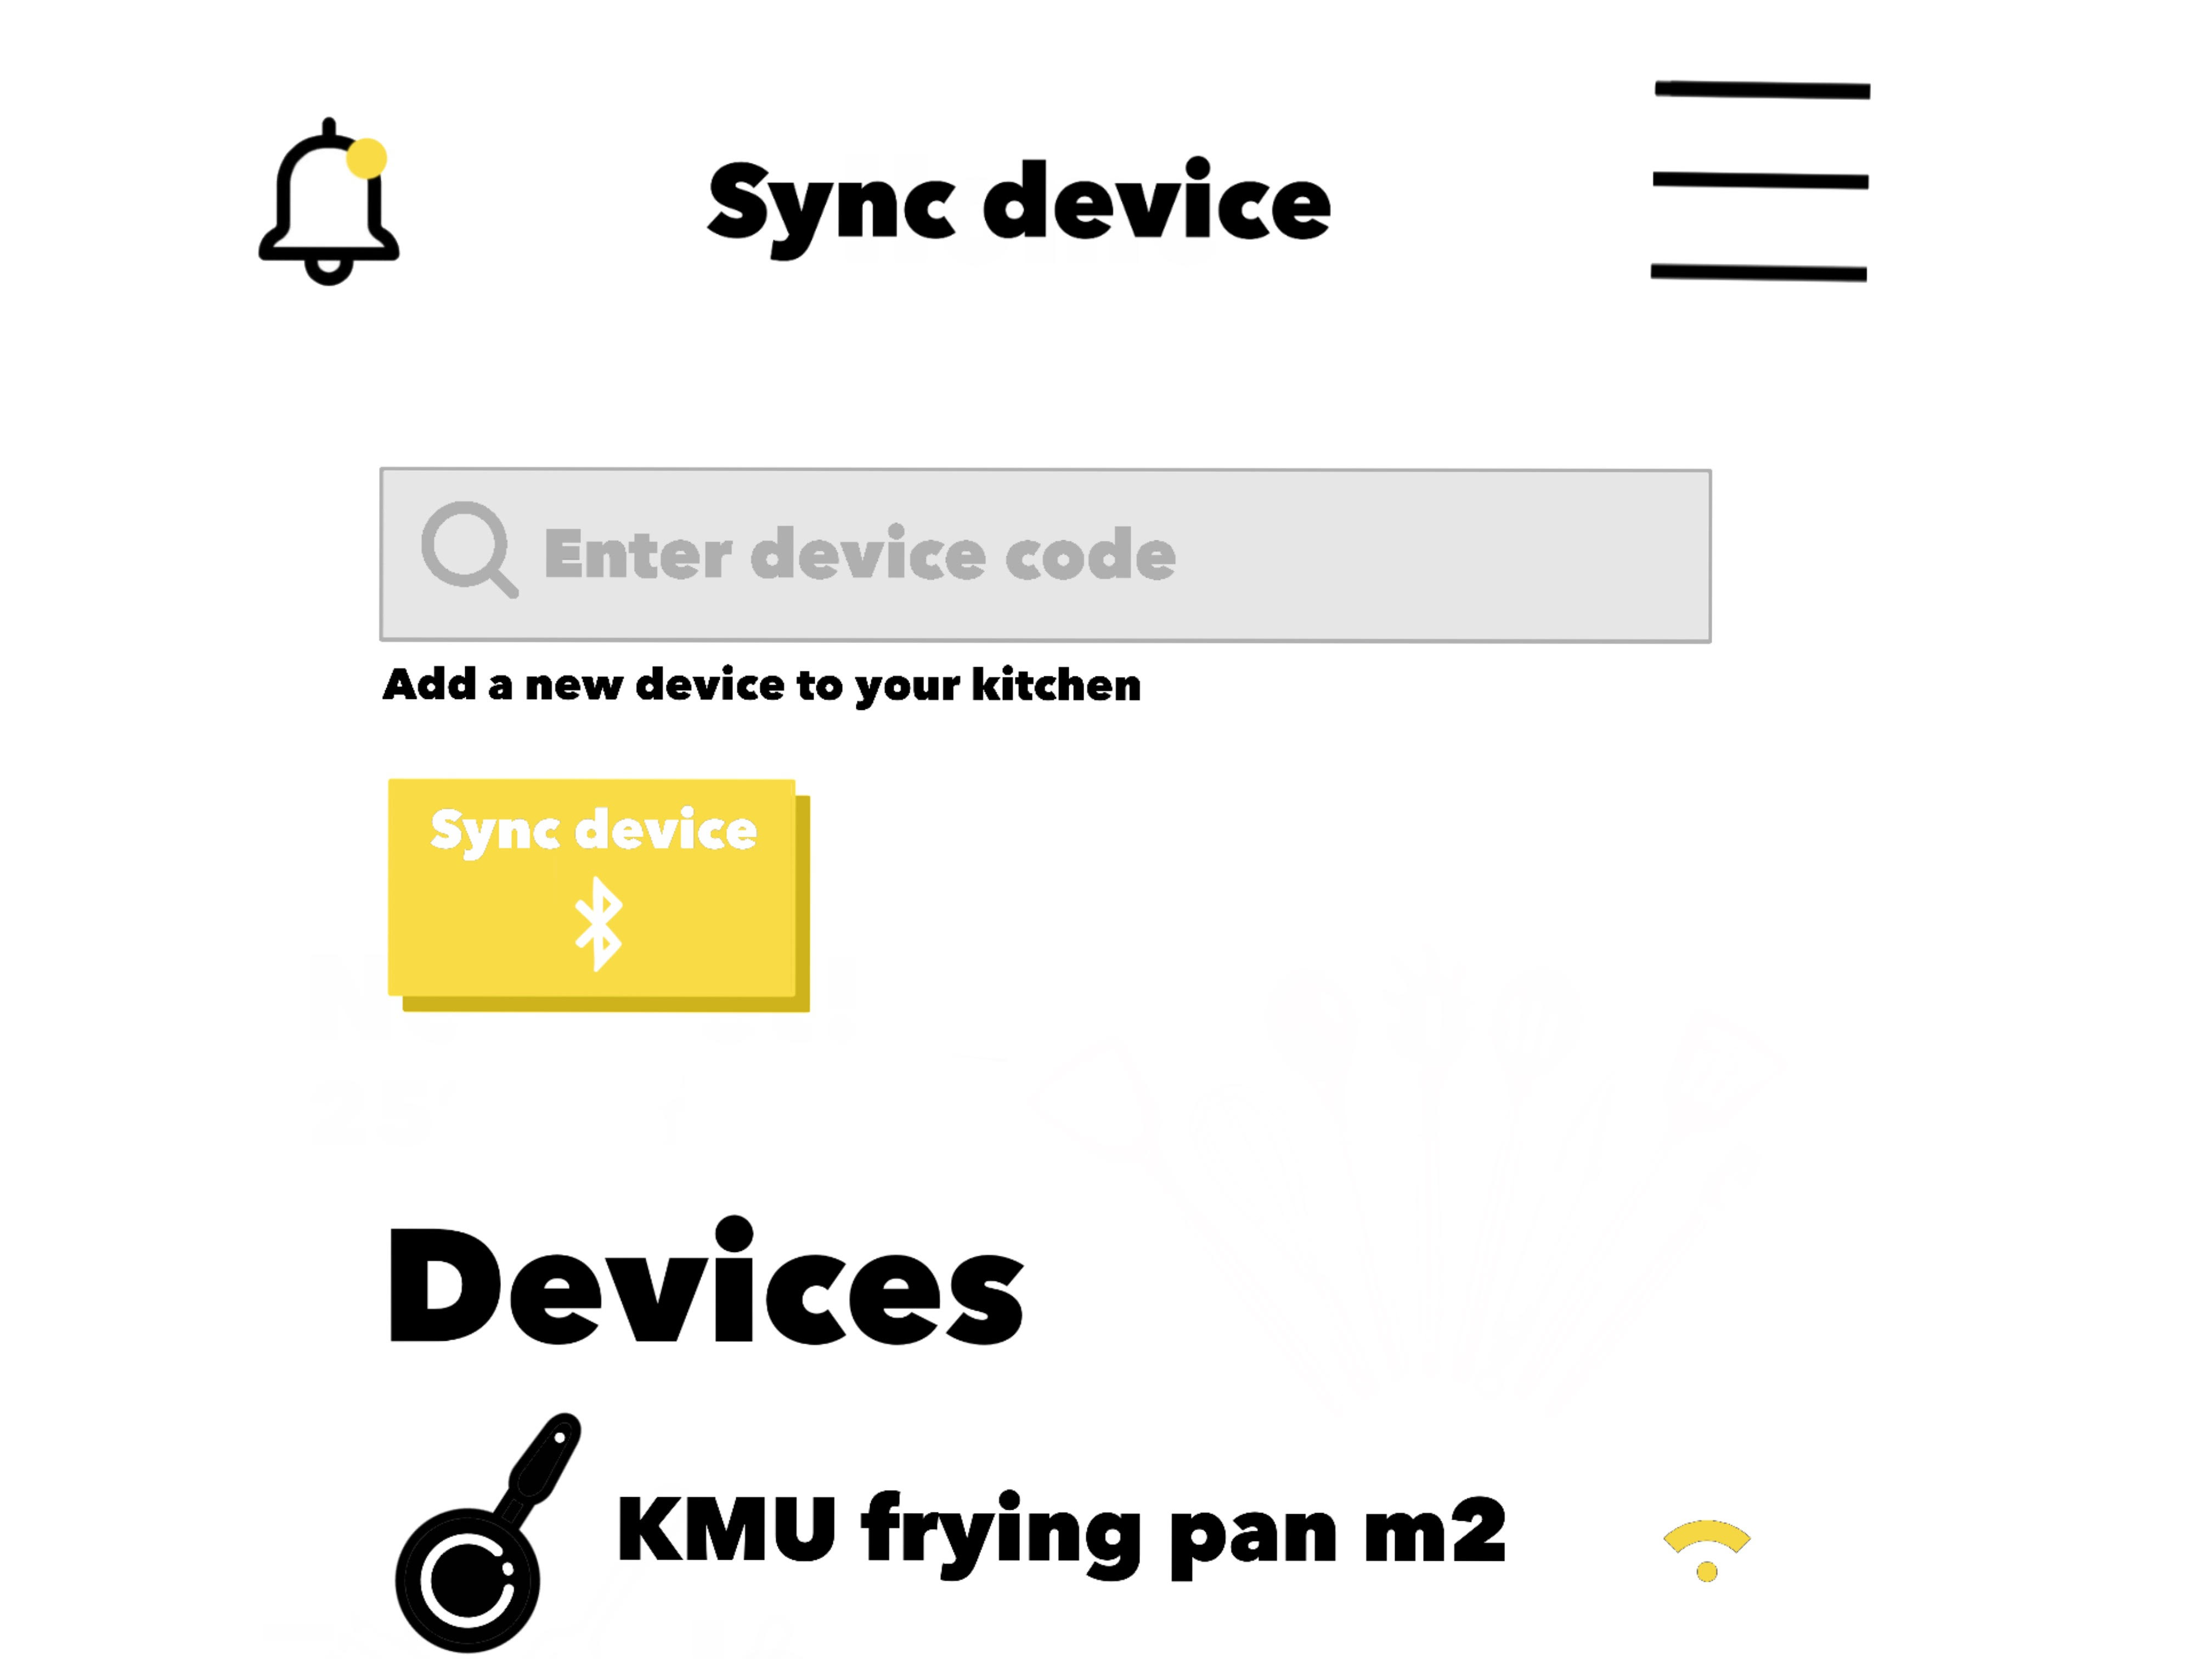 Sync device
Enter device code
Add a new device to your kitchen
Sync device
Devices
KMU frying pan m2